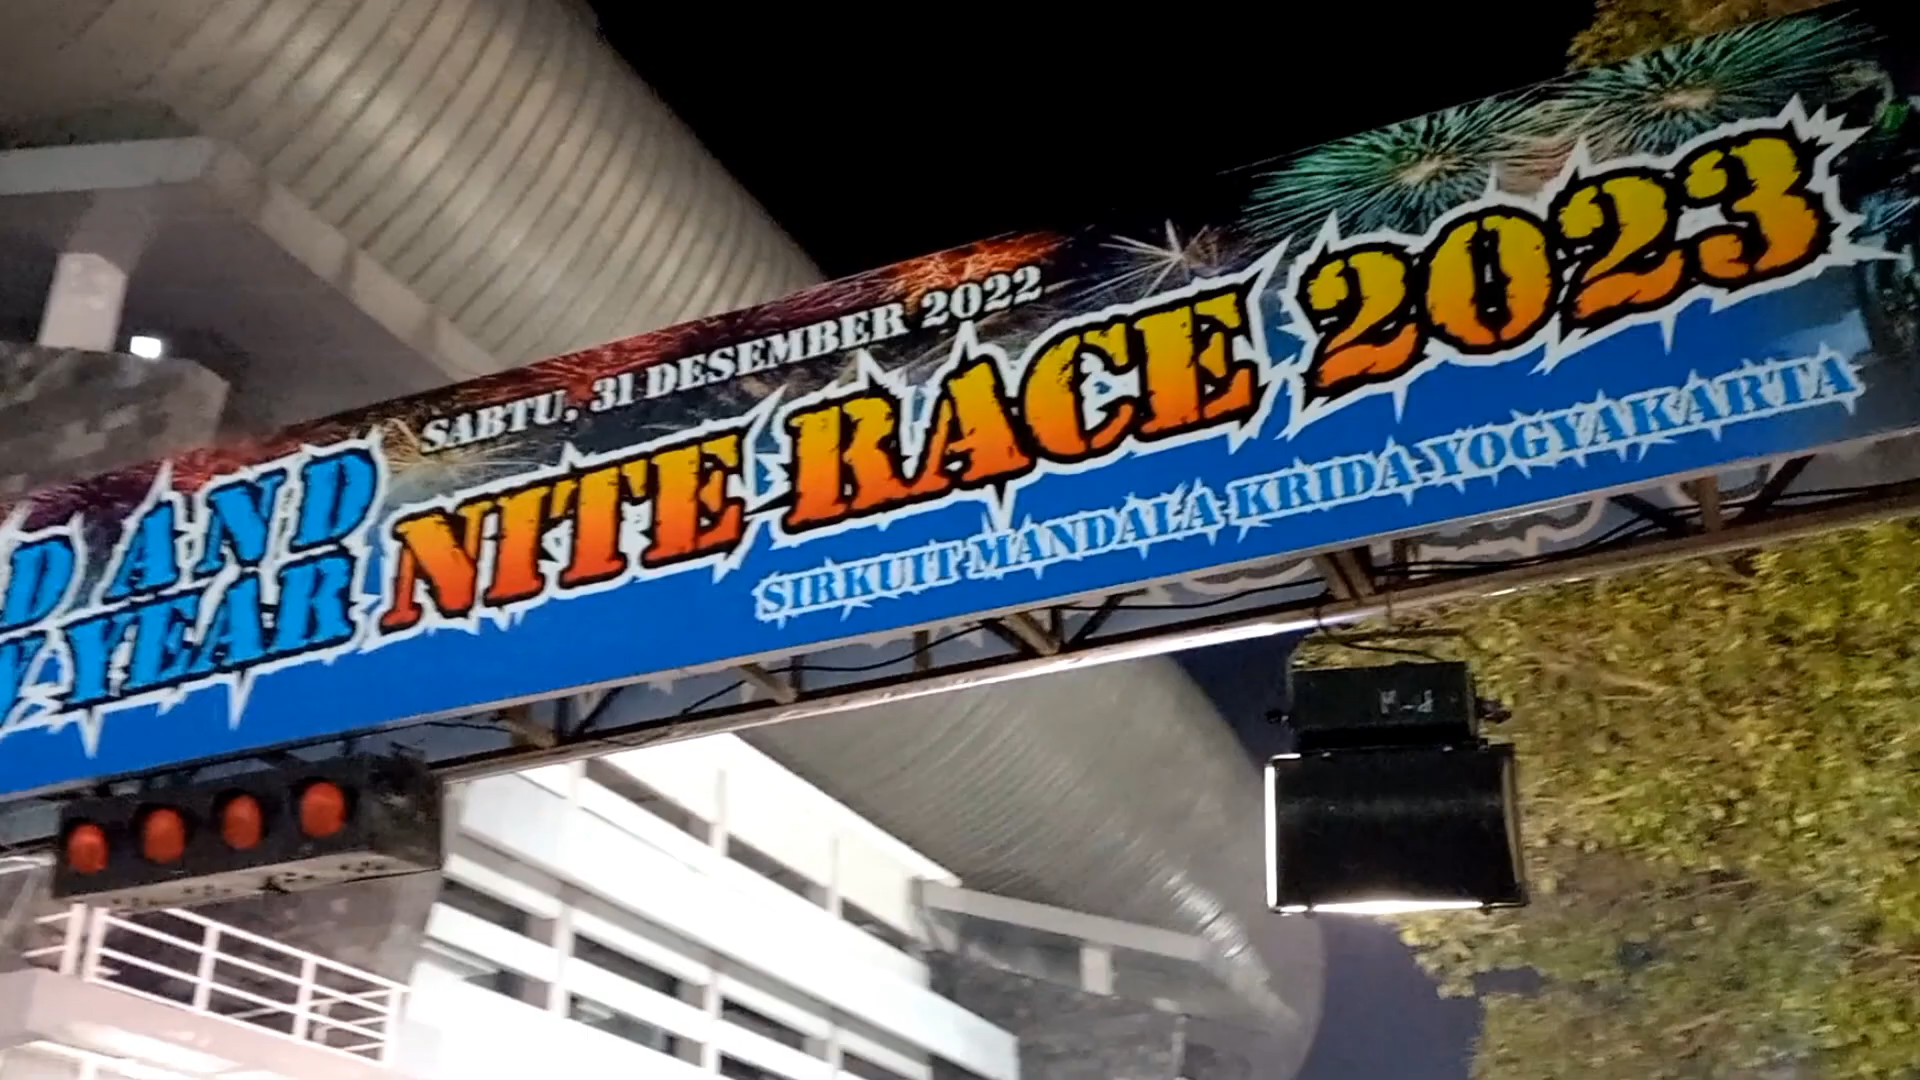 SABTU, 31 DESEMBER 2022
AND
YEAR
NITE RACE 2023
SIRKUIT MANDALA KRIDA YOGYAKARTA